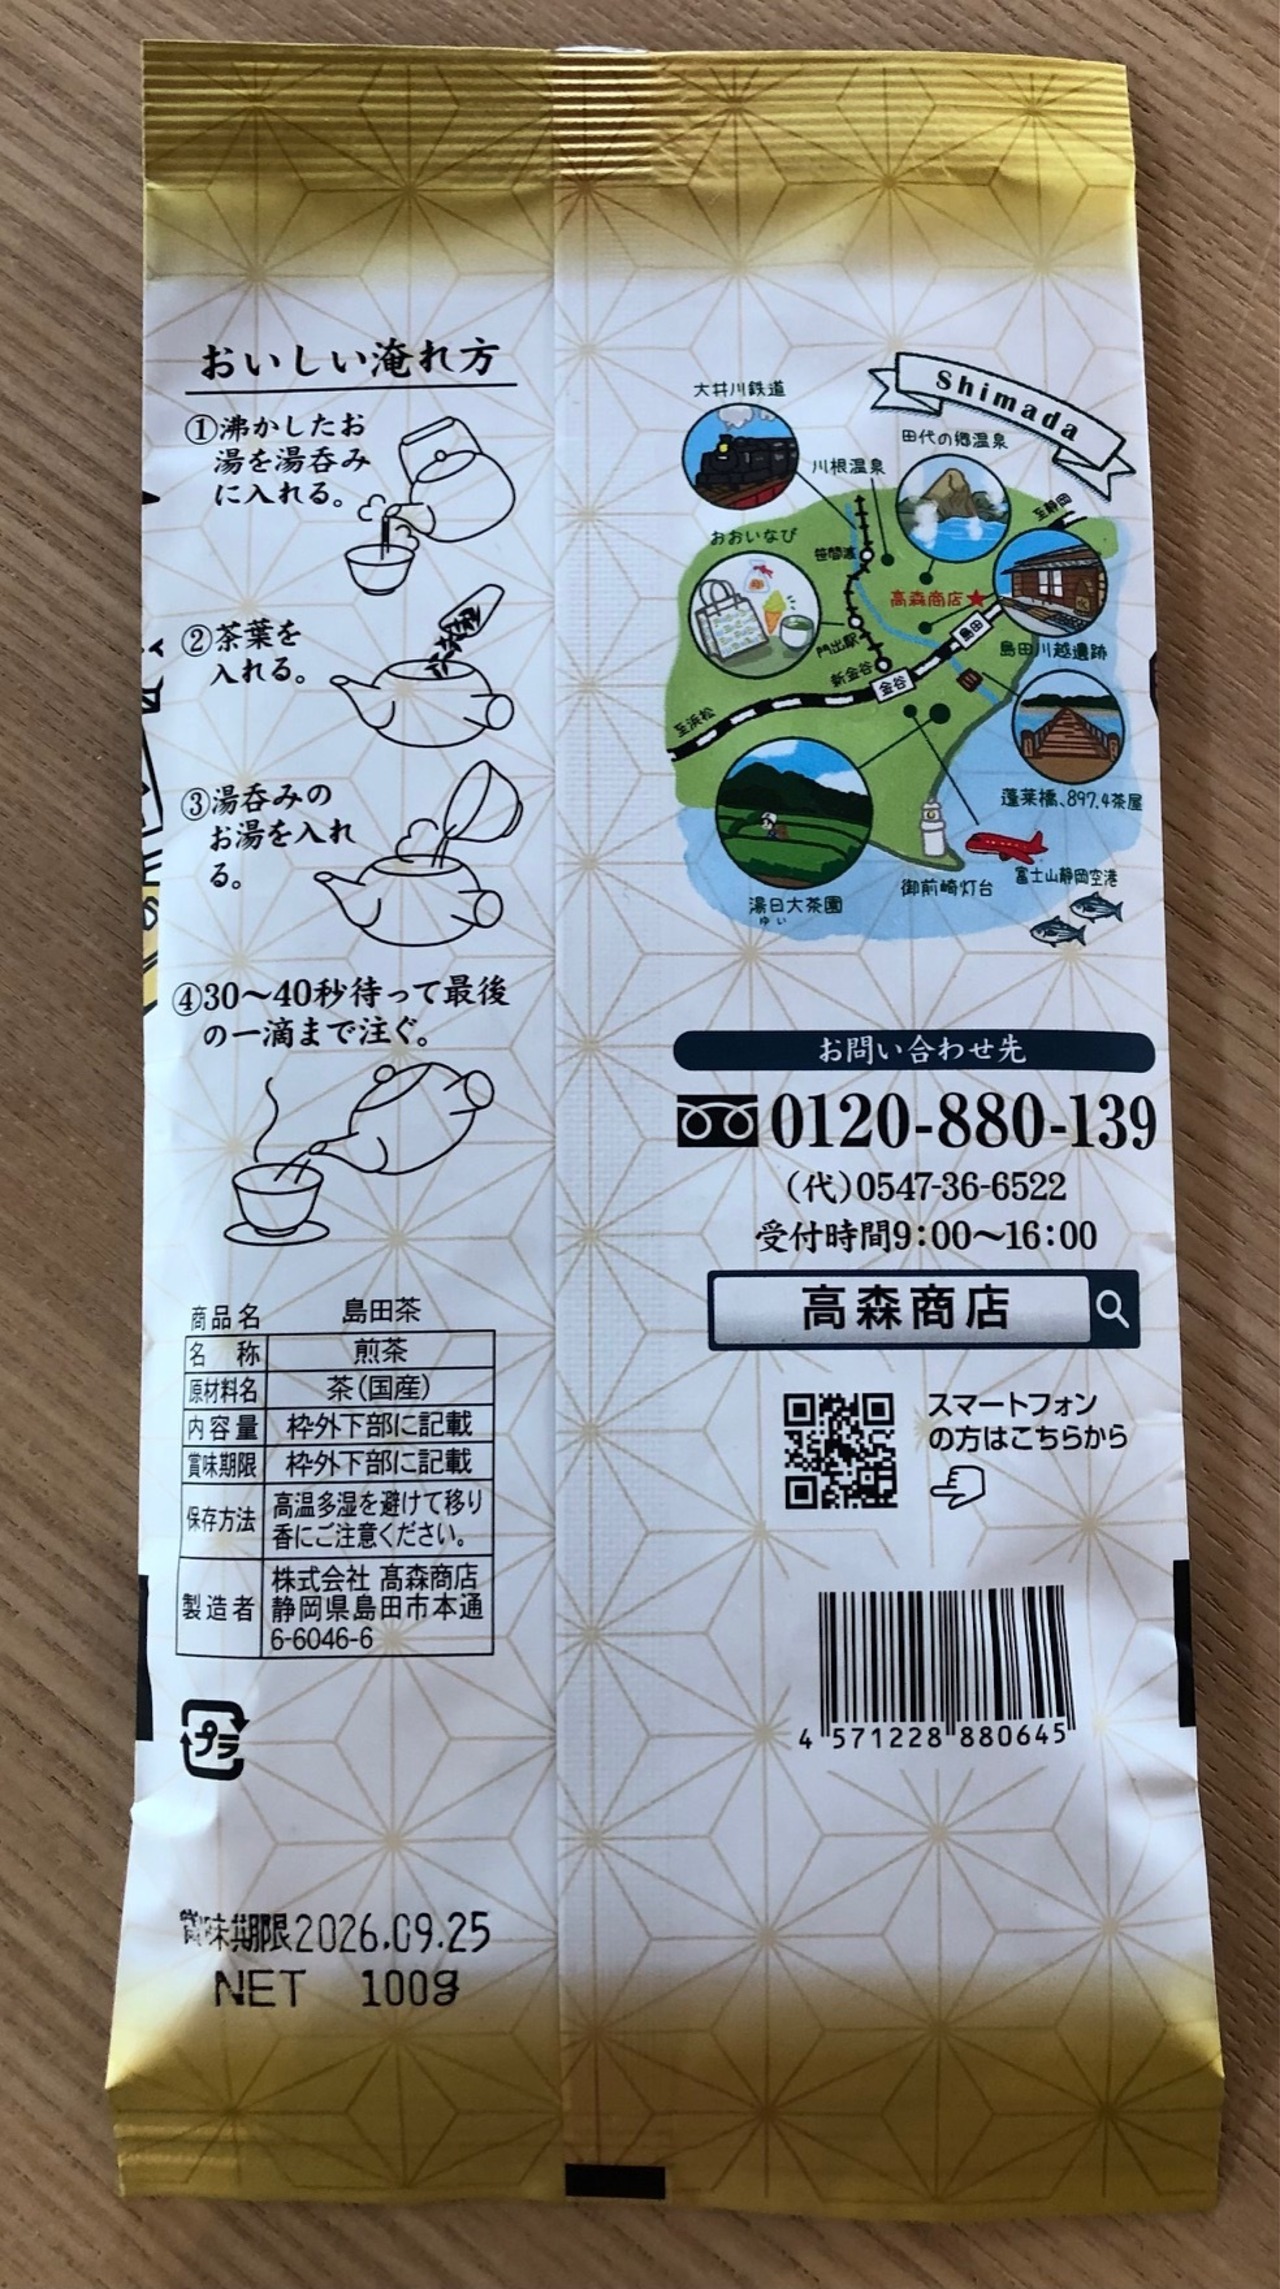 おいしい淹れ方
①沸かしたお
湯を湯呑み
に入れる。
②茶葉を
入れる。
③湯呑みの
お湯を入れ
る。
④30〜40秒待って最後
の一滴まで注ぐ。
商品名 島田茶
名 称 煎茶
原材料名 茶(国産)
内容量 枠外下部に記載
賞味期限 枠外下部に記載
保存方法 高温多湿を避けて移り
香にご注意ください。
製造者 株式会社 髙森商店
静岡県島田市本通
6-6046-6
プラ
賞味期限2026.09.25
NET 100g
Shimada
大井川鉄道
田代の郷温泉
川根温泉
至静岡
おおいなび
笹間渡
高森商店★
島田
門出駅
島田川越遺跡
新金谷
金谷
至浜松
蓬莱橋、897.4茶屋
富士山静岡空港
御前崎灯台
湯日大茶園
ゆい
お問い合わせ先
0120-880-139
(代)0547-36-6522
受付時間9:00〜16:00
高森商店
スマートフォン
の方はこちらから
4 571228 880645